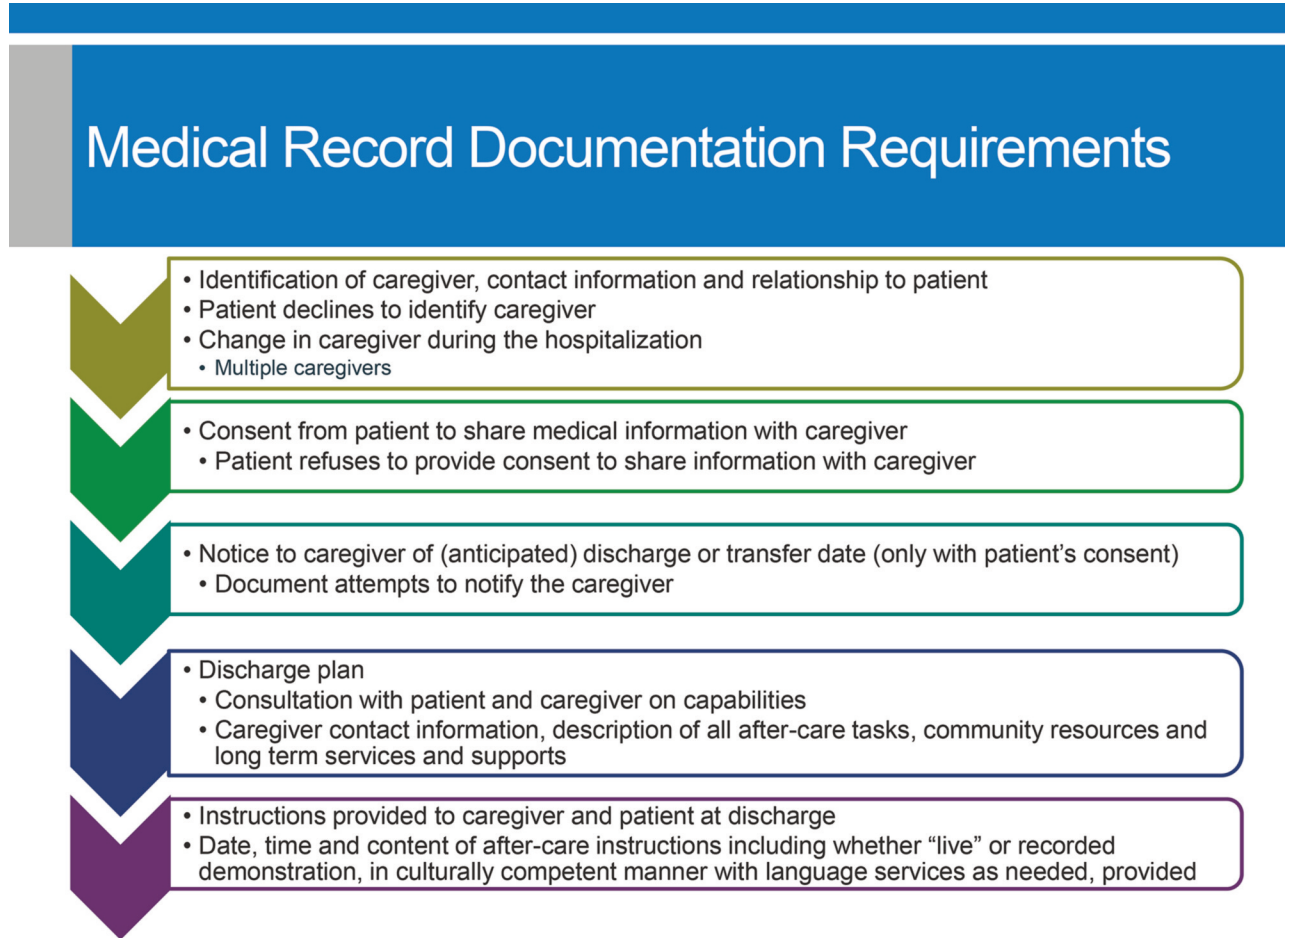 Medical Record Documentation Requirements
• Identification of caregiver, contact information and relationship to patient
• Patient declines to identify caregiver
• Change in caregiver during the hospitalization
• Multiple caregivers
• Consent from patient to share medical information with caregiver
• Patient refuses to provide consent to share information with caregiver
• Notice to caregiver of (anticipated) discharge or transfer date (only with patient’s consent)
• Document attempts to notify the caregiver
• Discharge plan
• Consultation with patient and caregiver on capabilities
• Caregiver contact information, description of all after-care tasks, community resources and
long term services and supports
• Instructions provided to caregiver and patient at discharge
• Date, time and content of after-care instructions including whether “live” or recorded
demonstration, in culturally competent manner with language services as needed, provided